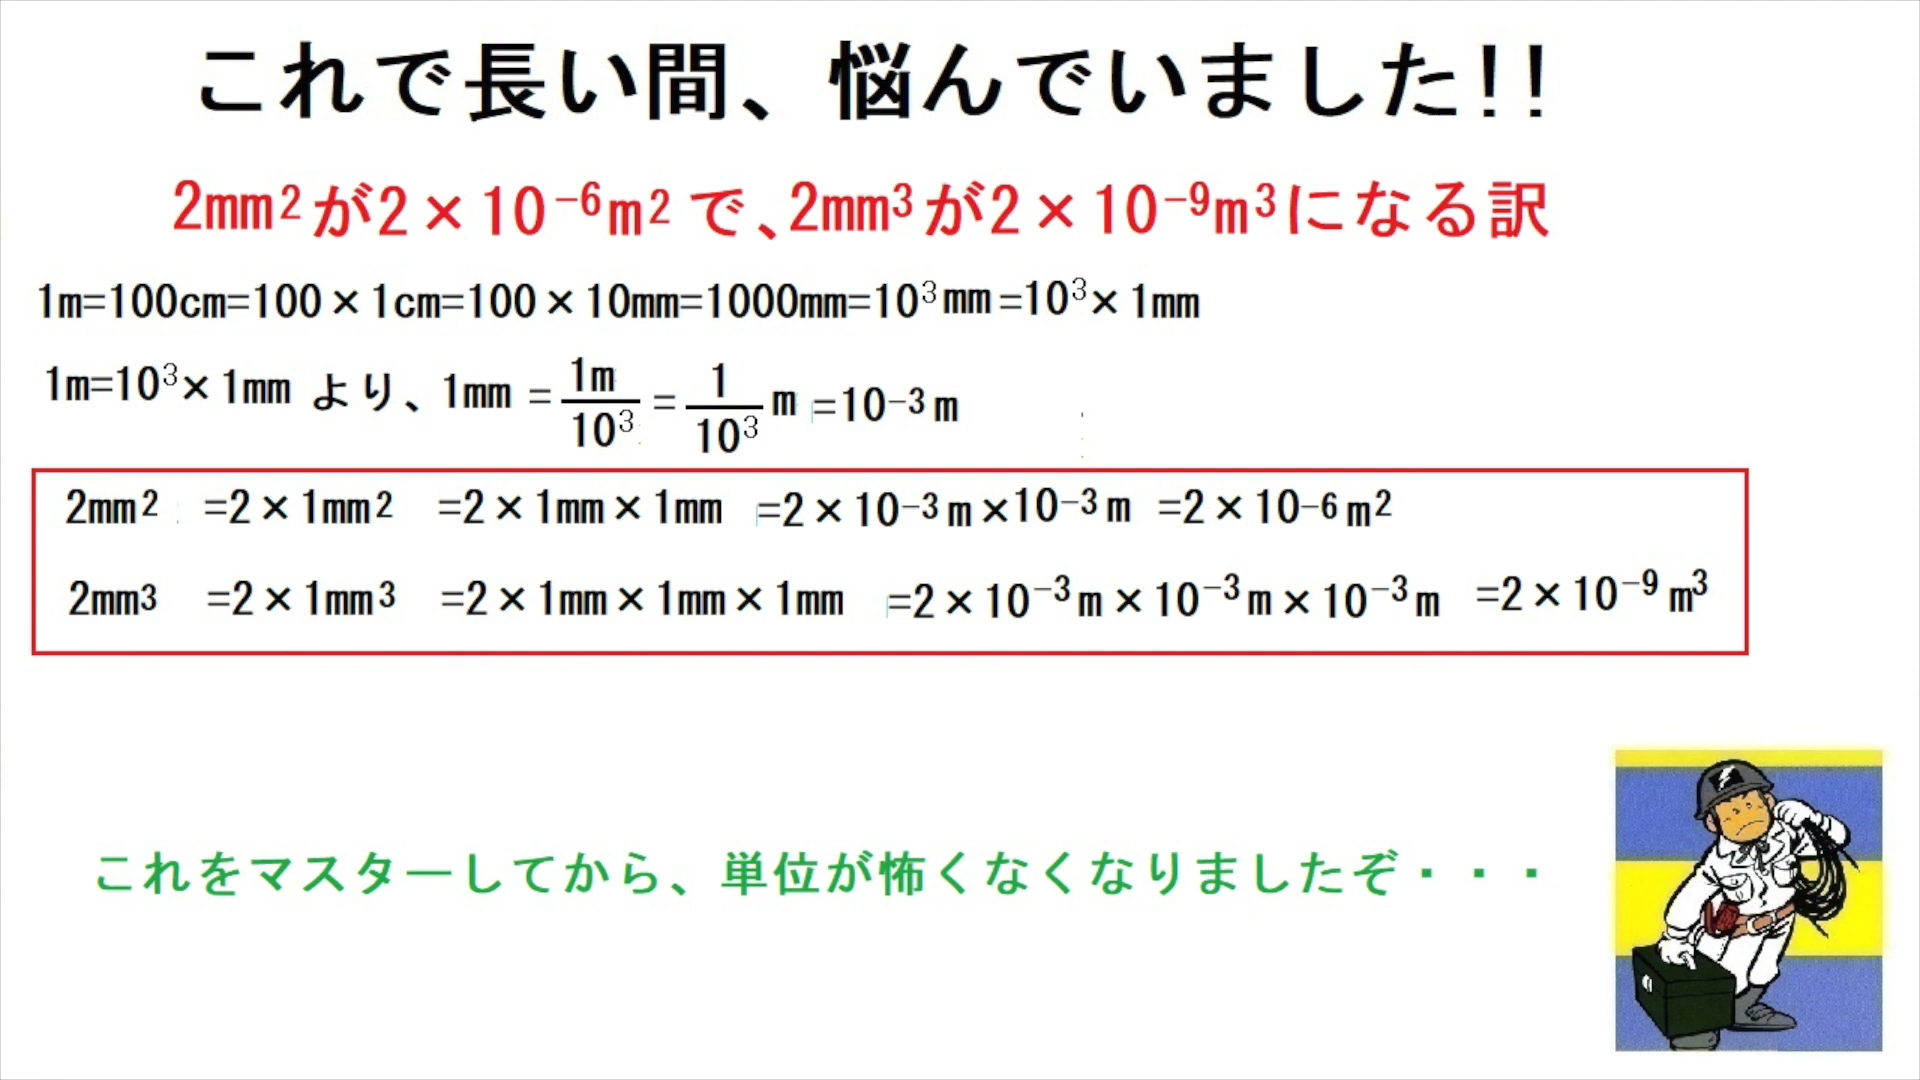 これで長い間、悩んでいました!!
2mm²が2×10⁻⁶m²で、2mm³が2×10⁻⁹m³になる訳
1m=100cm=100×1cm=100×10mm=1000mm=10³mm=10³×1mm
1m=10³×1mm より、1mm = 1m/10³ = 1/10³ m =10⁻³m
2mm² =2×1mm² =2×1mm×1mm =2×10⁻³m×10⁻³m =2×10⁻⁶m²
2mm³ =2×1mm³ =2×1mm×1mm×1mm =2×10⁻³m×10⁻³m×10⁻³m =2×10⁻⁹m³
これをマスターしてから、単位が怖くなくなりましたぞ・・・